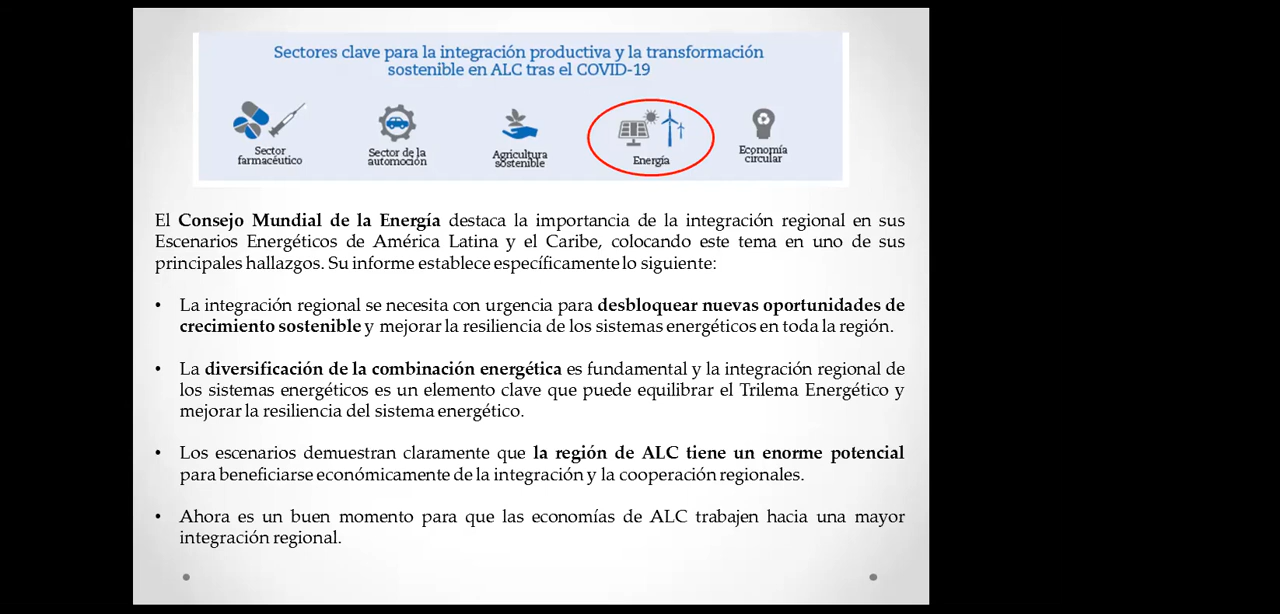 Sectores clave para la integración productiva y la transformación
sostenible en ALC tras el COVID-19
Sector
farmacéutico
Sector de la
automoción
Agricultura
sostenible
Energía
Economía
circular
El Consejo Mundial de la Energía destaca la importancia de la integración regional en sus
Escenarios Energéticos de América Latina y el Caribe, colocando este tema en uno de sus
principales hallazgos. Su informe establece específicamente lo siguiente:
• La integración regional se necesita con urgencia para desbloquear nuevas oportunidades de
crecimiento sostenible y mejorar la resiliencia de los sistemas energéticos en toda la región.
• La diversificación de la combinación energética es fundamental y la integración regional de
los sistemas energéticos es un elemento clave que puede equilibrar el Trilema Energético y
mejorar la resiliencia del sistema energético.
• Los escenarios demuestran claramente que la región de ALC tiene un enorme potencial
para beneficiarse económicamente de la integración y la cooperación regionales.
• Ahora es un buen momento para que las economías de ALC trabajen hacia una mayor
integración regional.